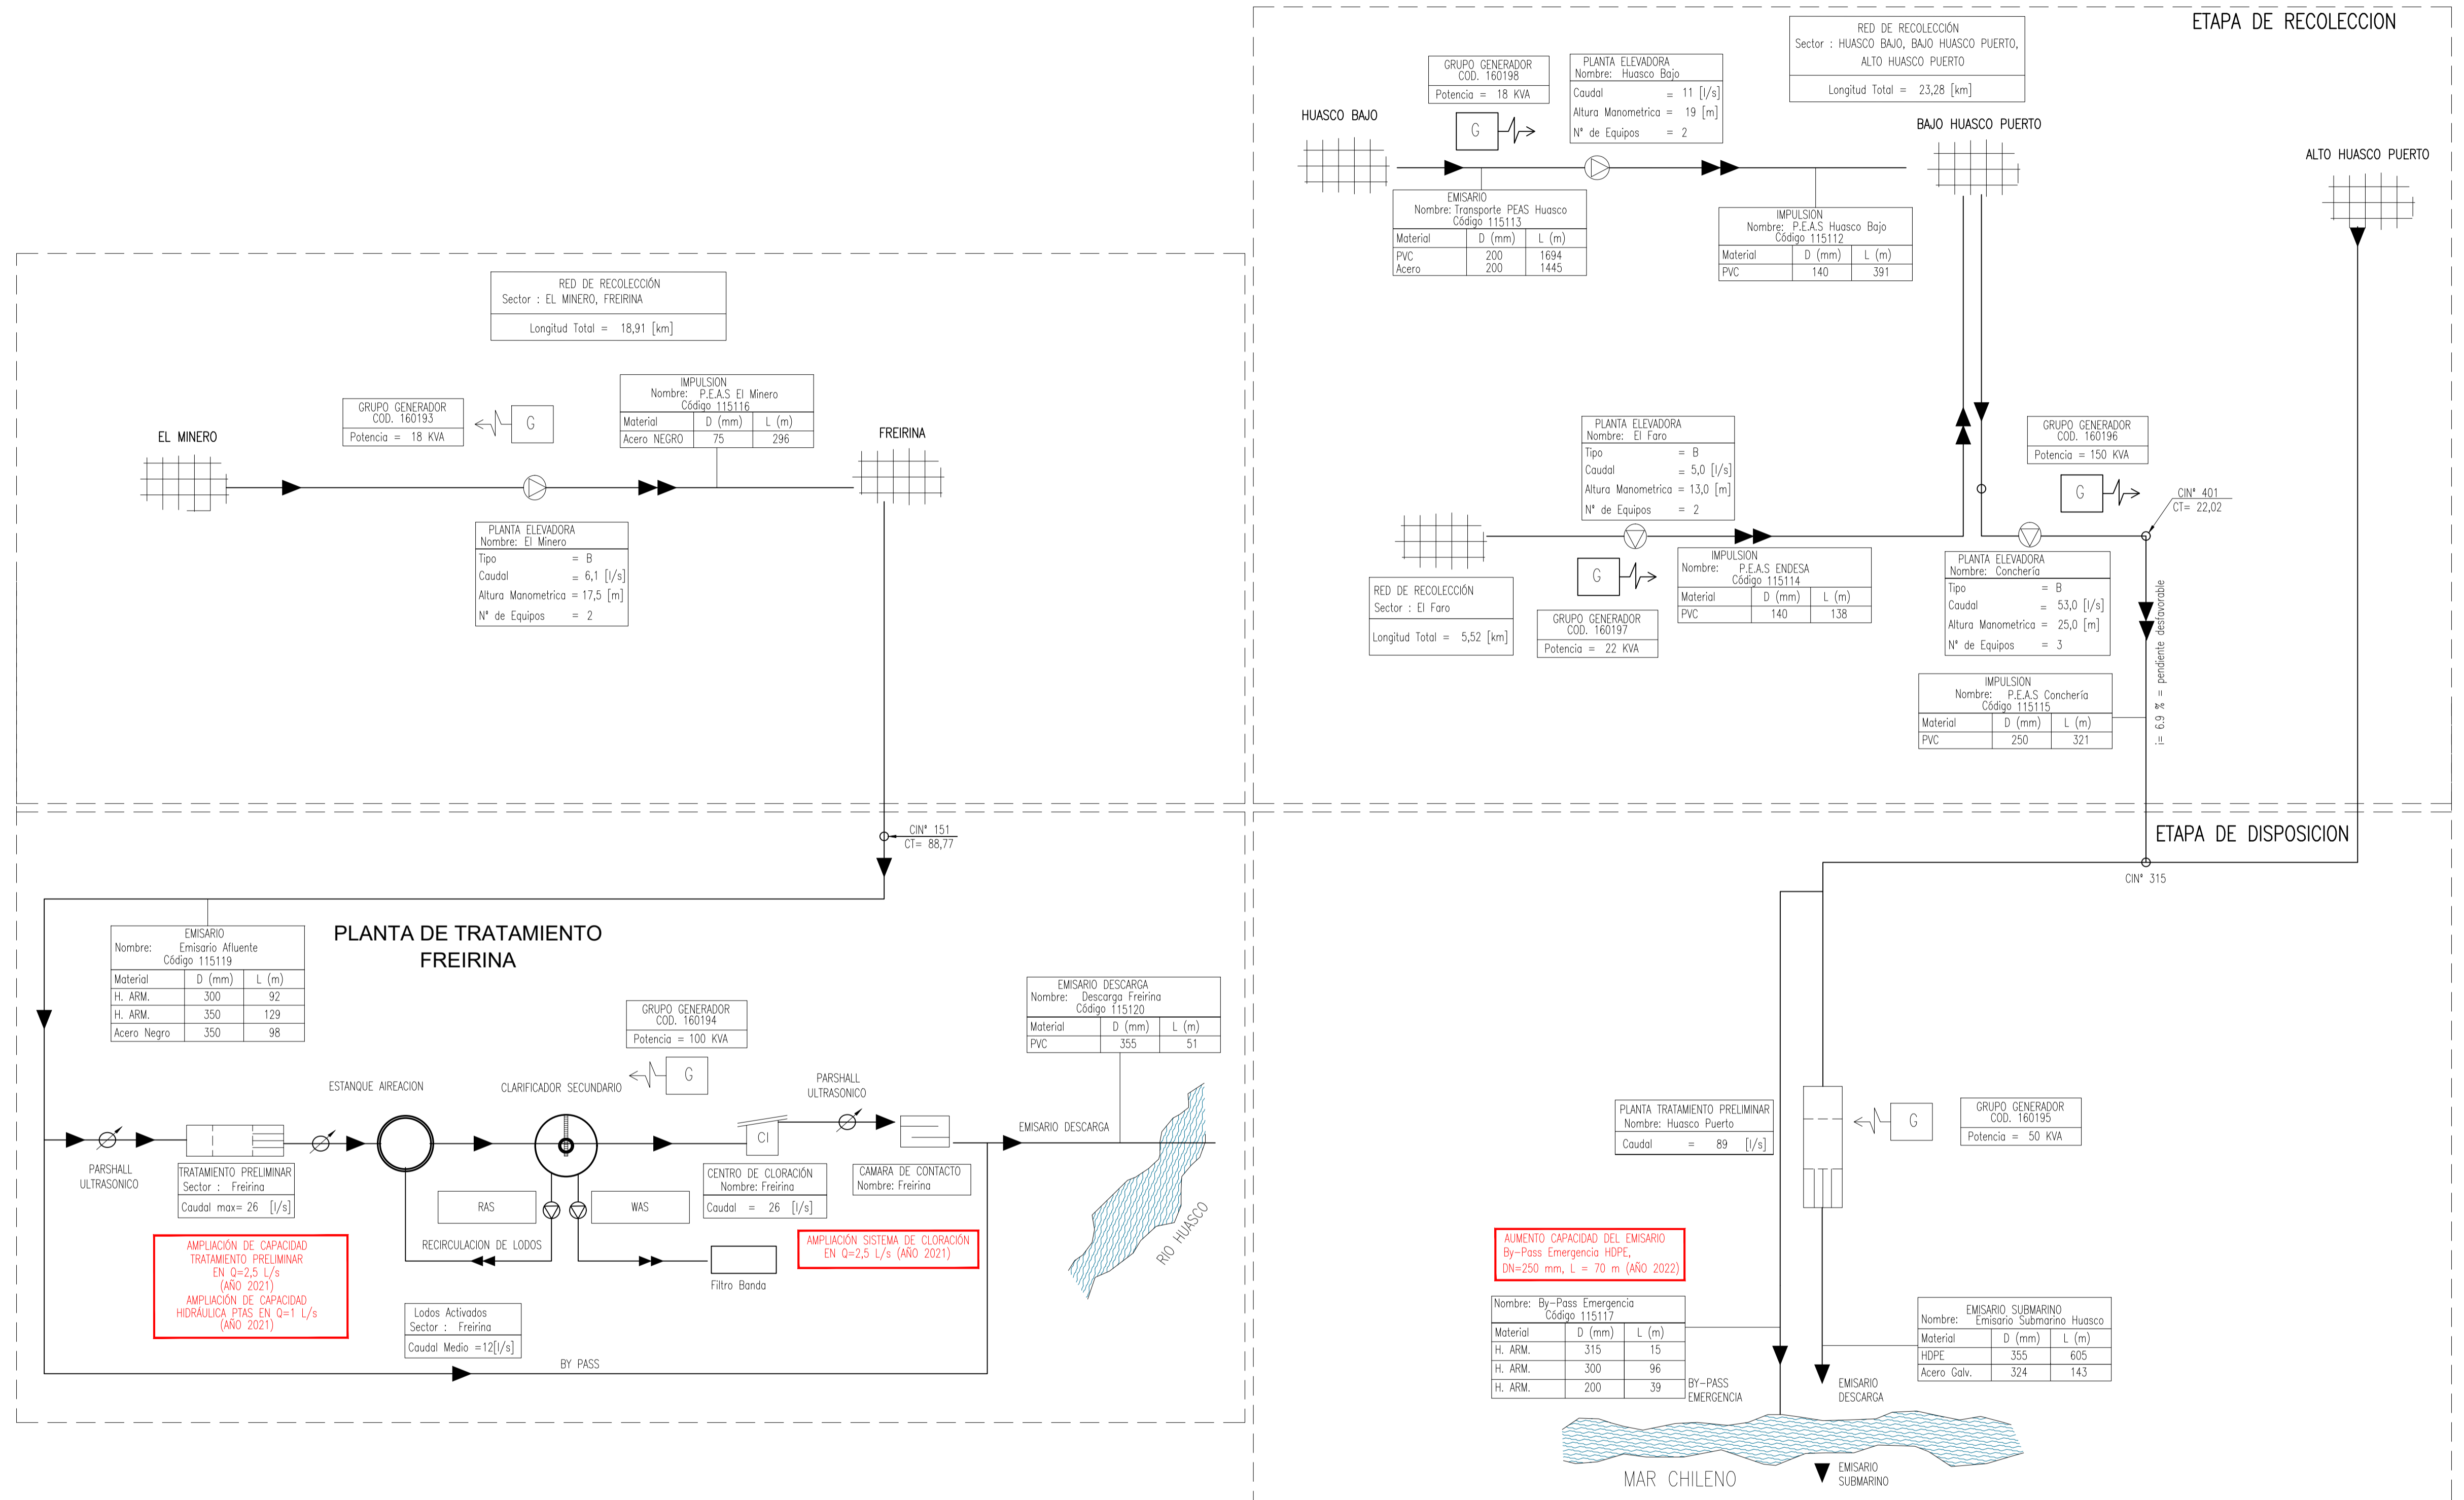 ETAPA DE RECOLECCION
RED DE RECOLECCIÓN
Sector : HUASCO BAJO, BAJO HUASCO PUERTO,
ALTO HUASCO PUERTO
Longitud Total = 23,28 [km]
GRUPO GENERADOR
COD. 160198
Potencia = 18 KVA
G
PLANTA ELEVADORA
Nombre: Huasco Bajo
Caudal = 11 [l/s]
Altura Manometrica = 19 [m]
N° de Equipos = 2
HUASCO BAJO
BAJO HUASCO PUERTO
ALTO HUASCO PUERTO
EMISARIO
Nombre: Transporte PEAS Huasco
Código 115113
Material D (mm) L (m)
PVC 200 1694
Acero 200 1445
IMPULSION
Nombre: P.E.A.S Huasco Bajo
Código 115112
Material D (mm) L (m)
PVC 140 391
RED DE RECOLECCIÓN
Sector : EL MINERO, FREIRINA
Longitud Total = 18,91 [km]
GRUPO GENERADOR
COD. 160193
Potencia = 18 KVA
G
IMPULSION
Nombre: P.E.A.S El Minero
Código 115116
Material D (mm) L (m)
Acero NEGRO 75 296
EL MINERO
FREIRINA
PLANTA ELEVADORA
Nombre: El Minero
Tipo = B
Caudal = 6,1 [l/s]
Altura Manometrica = 17,5 [m]
N° de Equipos = 2
PLANTA ELEVADORA
Nombre: El Faro
Tipo = B
Caudal = 5,0 [l/s]
Altura Manometrica = 13,0 [m]
N° de Equipos = 2
GRUPO GENERADOR
COD. 160196
Potencia = 150 KVA
G
CIN° 401
CT= 22,02
RED DE RECOLECCIÓN
Sector : El Faro
Longitud Total = 5,52 [km]
G
GRUPO GENERADOR
COD. 160197
Potencia = 22 KVA
IMPULSION
Nombre: P.E.A.S ENDESA
Código 115114
Material D (mm) L (m)
PVC 140 138
PLANTA ELEVADORA
Nombre: Conchería
Tipo = B
Caudal = 53,0 [l/s]
Altura Manometrica = 25,0 [m]
N° de Equipos = 3
i= 6.9 % = pendiente desfavorable
IMPULSION
Nombre: P.E.A.S Conchería
Código 115115
Material D (mm) L (m)
PVC 250 321
CIN° 151
CT= 88,77
ETAPA DE DISPOSICION
CIN° 315
PLANTA DE TRATAMIENTO
FREIRINA
EMISARIO
Nombre: Emisario Afluente
Código 115119
Material D (mm) L (m)
H. ARM. 300 92
H. ARM. 350 129
Acero Negro 350 98
GRUPO GENERADOR
COD. 160194
Potencia = 100 KVA
G
EMISARIO DESCARGA
Nombre: Descarga Freirina
Código 115120
Material D (mm) L (m)
PVC 355 51
ESTANQUE AIREACION
CLARIFICADOR SECUNDARIO
PARSHALL
ULTRASONICO
Cl
EMISARIO DESCARGA
PARSHALL
ULTRASONICO
TRATAMIENTO PRELIMINAR
Sector : Freirina
Caudal max= 26 [l/s]
CENTRO DE CLORACIÓN
Nombre: Freirina
Caudal = 26 [l/s]
CAMARA DE CONTACTO
Nombre: Freirina
RAS
WAS
RECIRCULACION DE LODOS
Filtro Banda
RIO HUASCO
AMPLIACIÓN DE CAPACIDAD
TRATAMIENTO PRELIMINAR
EN Q=2,5 L/s
(AÑO 2021)
AMPLIACIÓN DE CAPACIDAD
HIDRÁULICA PTAS EN Q=1 L/s
(AÑO 2021)
AMPLIACIÓN SISTEMA DE CLORACIÓN
EN Q=2,5 L/s (AÑO 2021)
Lodos Activados
Sector : Freirina
Caudal Medio =12[l/s]
BY PASS
PLANTA TRATAMIENTO PRELIMINAR
Nombre: Huasco Puerto
Caudal = 89 [l/s]
G
GRUPO GENERADOR
COD. 160195
Potencia = 50 KVA
AUMENTO CAPACIDAD DEL EMISARIO
By-Pass Emergencia HDPE,
DN=250 mm, L = 70 m (AÑO 2022)
Nombre: By-Pass Emergencia
Código 115117
Material D (mm) L (m)
H. ARM. 315 15
H. ARM. 300 96
H. ARM. 200 39
BY-PASS
EMERGENCIA
EMISARIO
DESCARGA
EMISARIO SUBMARINO
Nombre: Emisario Submarino Huasco
Material D (mm) L (m)
HDPE 355 605
Acero Galv. 324 143
MAR CHILENO
EMISARIO
SUBMARINO